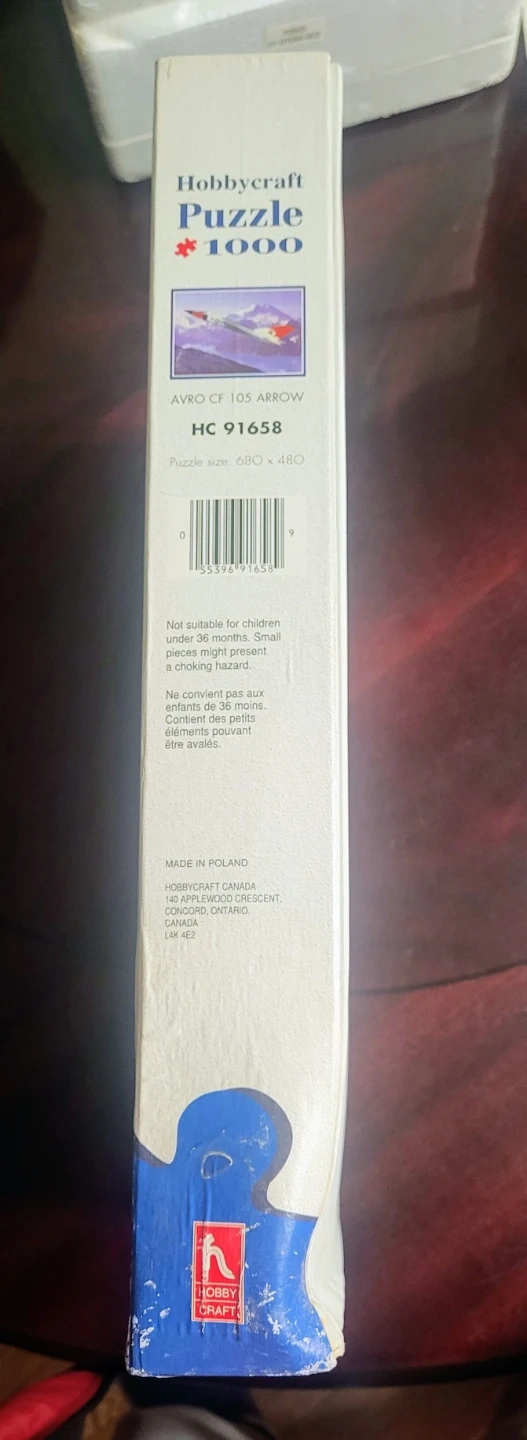 Hobbycraft
Puzzle
1000
AVRO CF 105 ARROW
HC 91658
Puzzle size: 680 x 480
0 9
55396 91658
Not suitable for children
under 36 months. Small
pieces might present
a choking hazard.
Ne convient pas aux
enfants de 36 moins.
Contient des petits
éléments pouvant
être avalés.
MADE IN POLAND
HOBBYCRAFT CANADA
140 APPLEWOOD CRESCENT,
CONCORD, ONTARIO.
CANADA
L4K 4E2
h
HOBBY
CRAFT